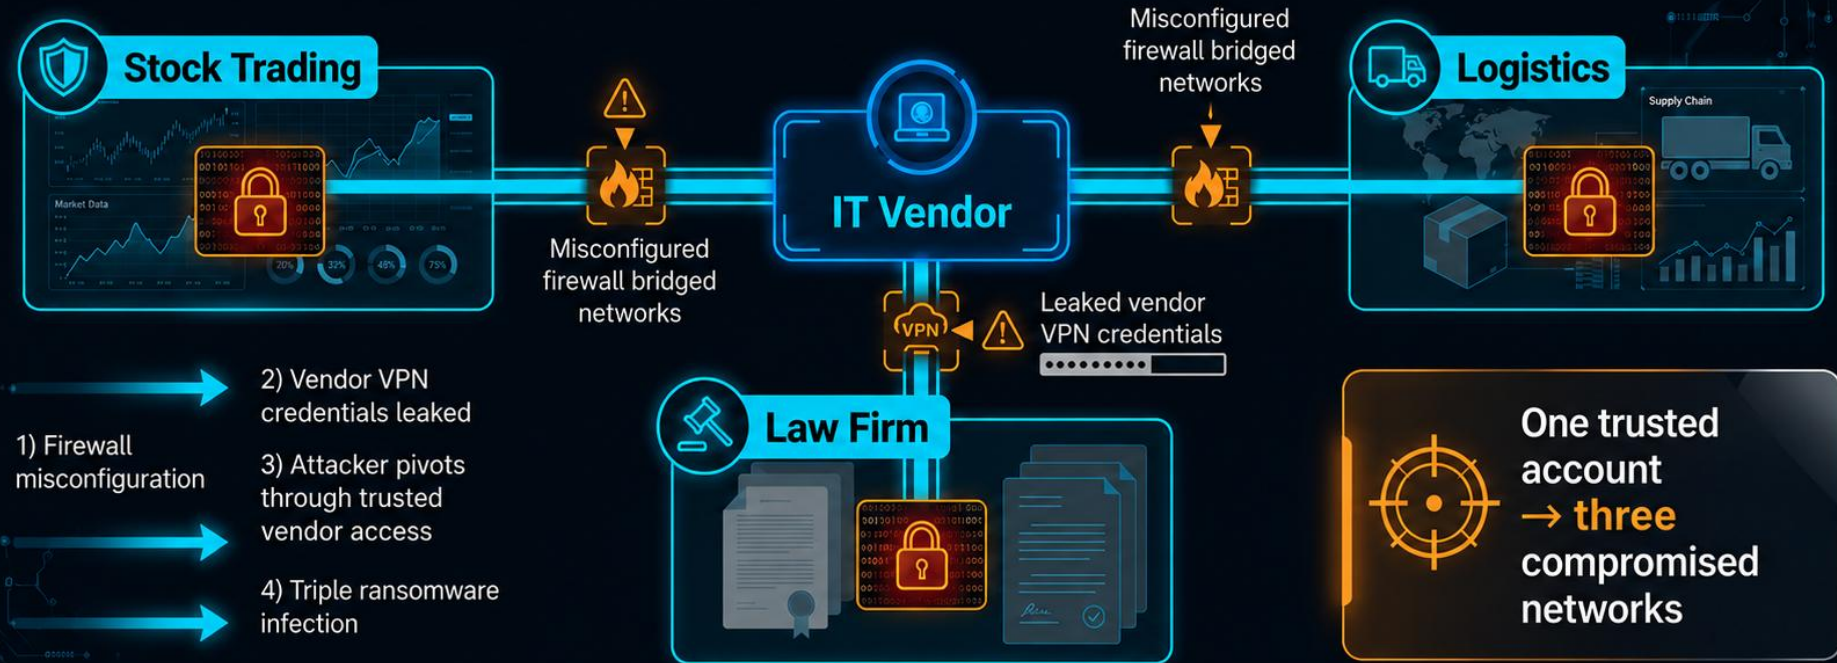 Stock Trading
Market Data
20%
32%
48%
75%
Misconfigured
firewall bridged
networks
IT Vendor
Misconfigured
firewall bridged
networks
Logistics
Supply Chain
VPN
Leaked vendor
VPN credentials
Law Firm
1) Firewall
misconfiguration
2) Vendor VPN
credentials leaked
3) Attacker pivots
through trusted
vendor access
4) Triple ransomware
infection
One trusted
account
→ three
compromised
networks